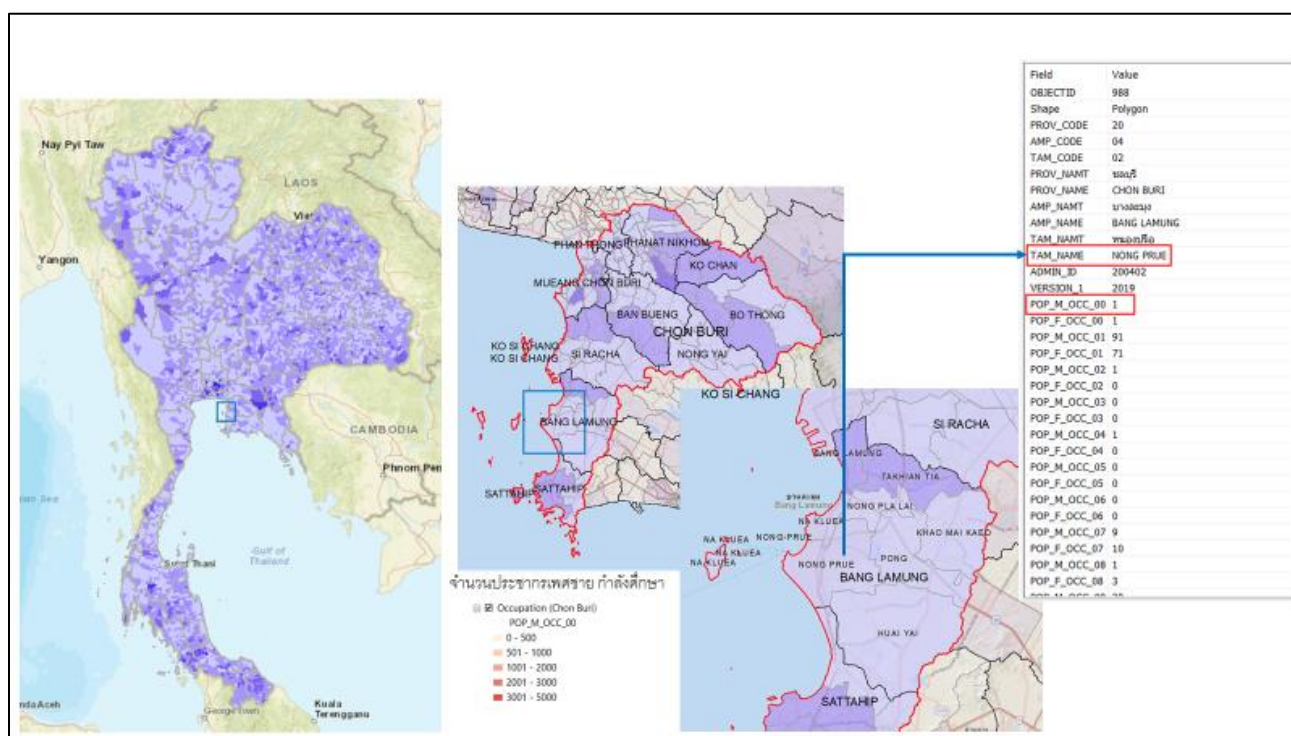 Nay Pyi Taw
LAOS
Yangon
CAMBODIA
Phnom Pen
Gulf of
Thailand
George Town
Kuala
Terengganu
nda Aceh
PHAN THONG
PHANAT NIKHOM
KO CHAN
MUEANG CHON BURI
BAN BUENG
BO THONG
CHON BURI
KO SI CHANG
KO SI CHANG
SI RACHA
NONG YAI
KO SI CHANG
BANG LAMUNG
SATTAHIP
SATTAHIP
จำนวนประชากรเพศชาย กำลังศึกษา
Occupation (Chon Buri)
POP_M_OCC_00
0 - 500
501 - 1000
1001 - 2000
2001 - 3000
3001 - 5000
SI RACHA
BANG LAMUNG
TAKHIAN TIA
Bang Lamung
NONG PLA LAI
NA KLUEA
KHAO MAI KAEO
NA KLUEA
NONG-PRUE
NA KLUEA
NA KLUEA
NONG PRUE
PONG
BANG LAMUNG
HUAI YAI
SATTAHIP
Field Value
OBJECTID 988
Shape Polygon
PROV_CODE 20
AMP_CODE 04
TAM_CODE 02
PROV_NAMT ชลบุรี
PROV_NAME CHON BURI
AMP_NAMT บางละมุง
AMP_NAME BANG LAMUNG
TAM_NAMT หนองปรือ
TAM_NAME NONG PRUE
ADMIN_ID 200402
VERSION_1 2019
POP_M_OCC_00 1
POP_F_OCC_00 1
POP_M_OCC_01 91
POP_F_OCC_01 71
POP_M_OCC_02 1
POP_F_OCC_02 0
POP_M_OCC_03 0
POP_F_OCC_03 0
POP_M_OCC_04 1
POP_F_OCC_04 0
POP_M_OCC_05 0
POP_F_OCC_05 0
POP_M_OCC_06 0
POP_F_OCC_06 0
POP_M_OCC_07 9
POP_F_OCC_07 10
POP_M_OCC_08 1
POP_F_OCC_08 3